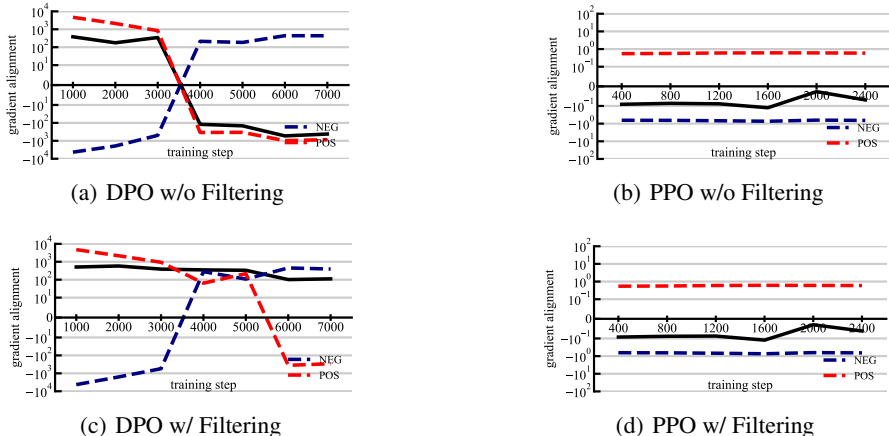 gradient alignment
10^4
10^3
10^2
10^1
0
1000 2000 3000 4000 5000 6000 7000
−10^1
−10^2
−10^3
−10^4
NEG
POS
training step
(a) DPO w/o Filtering
gradient alignment
10^2
10^1
10^0
10^−1
0
400 800 1200 1600 2000 2400
−10^−1
−10^0
−10^1
−10^2
NEG
POS
training step
(b) PPO w/o Filtering
gradient alignment
10^4
10^3
10^2
10^1
0
1000 2000 3000 4000 5000 6000 7000
−10^1
−10^2
−10^3
−10^4
NEG
POS
training step
(c) DPO w/ Filtering
gradient alignment
10^2
10^1
10^0
10^−1
0
400 800 1200 1600 2000 2400
−10^−1
−10^0
−10^1
−10^2
NEG
POS
training step
(d) PPO w/ Filtering